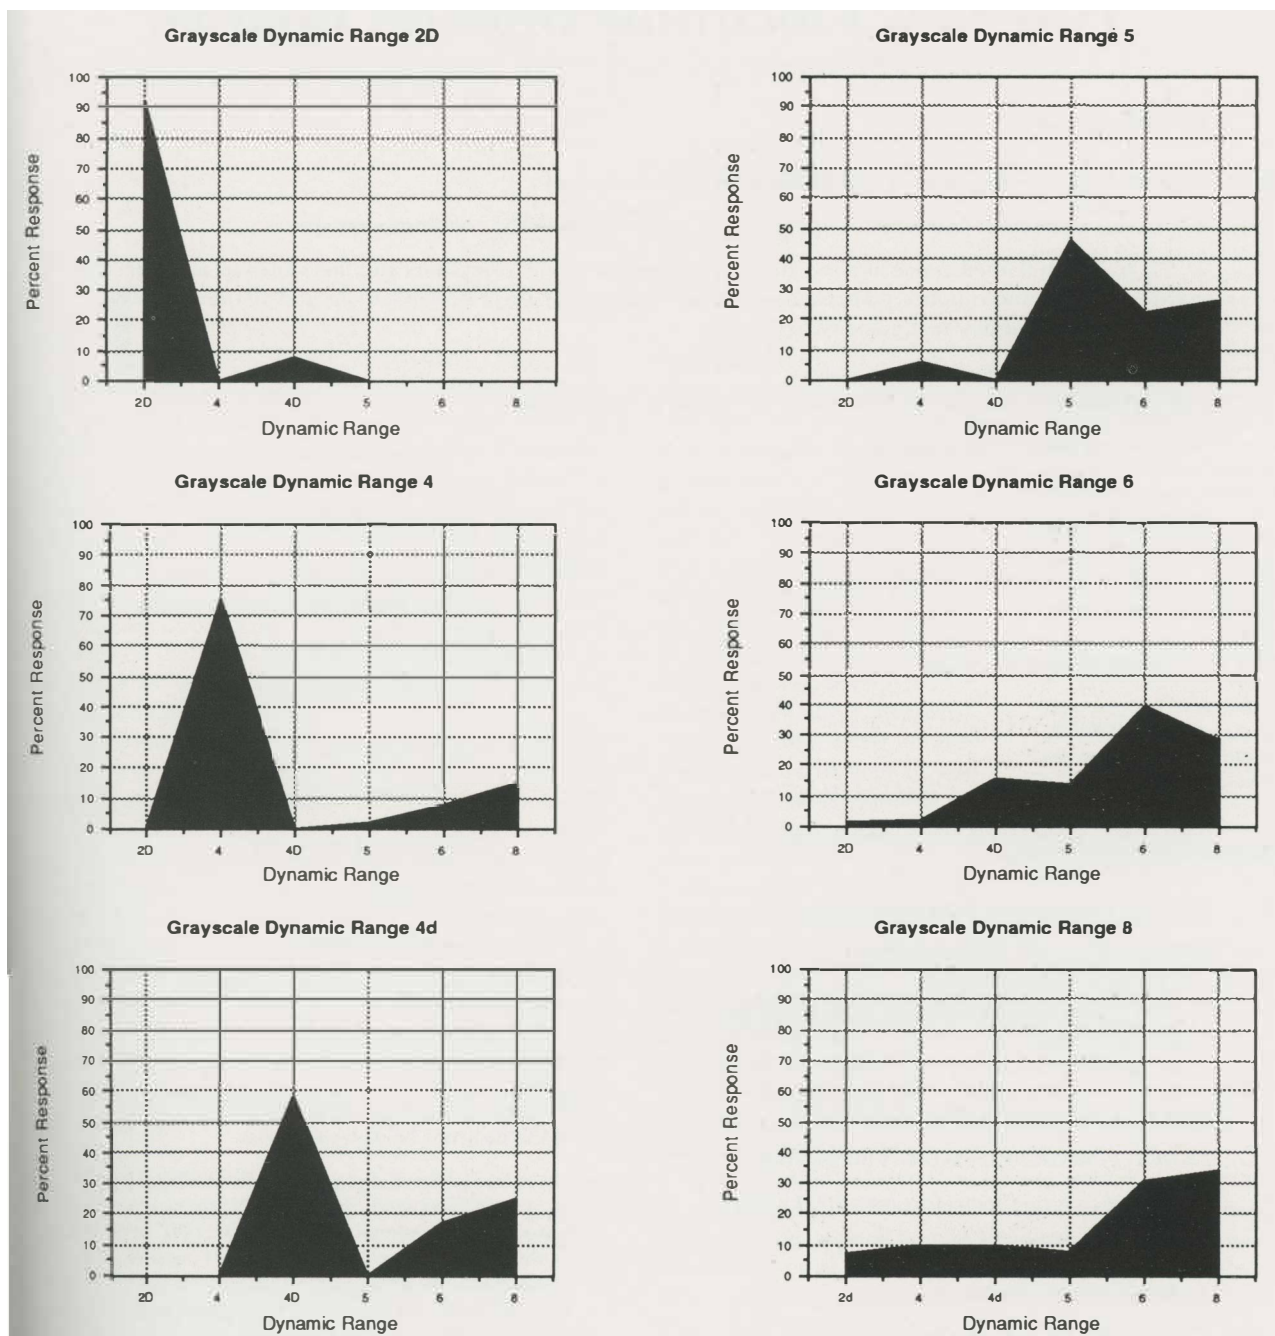 Grayscale Dynamic Range 2D
100
90
80
70
60
50
40
30
20
10
0
Percent Response
2D 4 4D 5 6 8
Dynamic Range
Grayscale Dynamic Range 5
100
90
80
70
60
50
40
30
20
10
0
Percent Response
2D 4 4D 5 6 8
Dynamic Range
Grayscale Dynamic Range 4
100
90
80
70
60
50
40
30
20
10
0
Percent Response
2D 4 4D 5 6 8
Dynamic Range
Grayscale Dynamic Range 6
100
90
80
70
60
50
40
30
20
10
0
Percent Response
2D 4 4D 5 6 8
Dynamic Range
Grayscale Dynamic Range 4d
100
90
80
70
60
50
40
30
20
10
0
Percent Response
2D 4 4D 5 6 8
Dynamic Range
Grayscale Dynamic Range 8
100
90
80
70
60
50
40
30
20
10
0
Percent Response
2d 4 4d 5 6 8
Dynamic Range